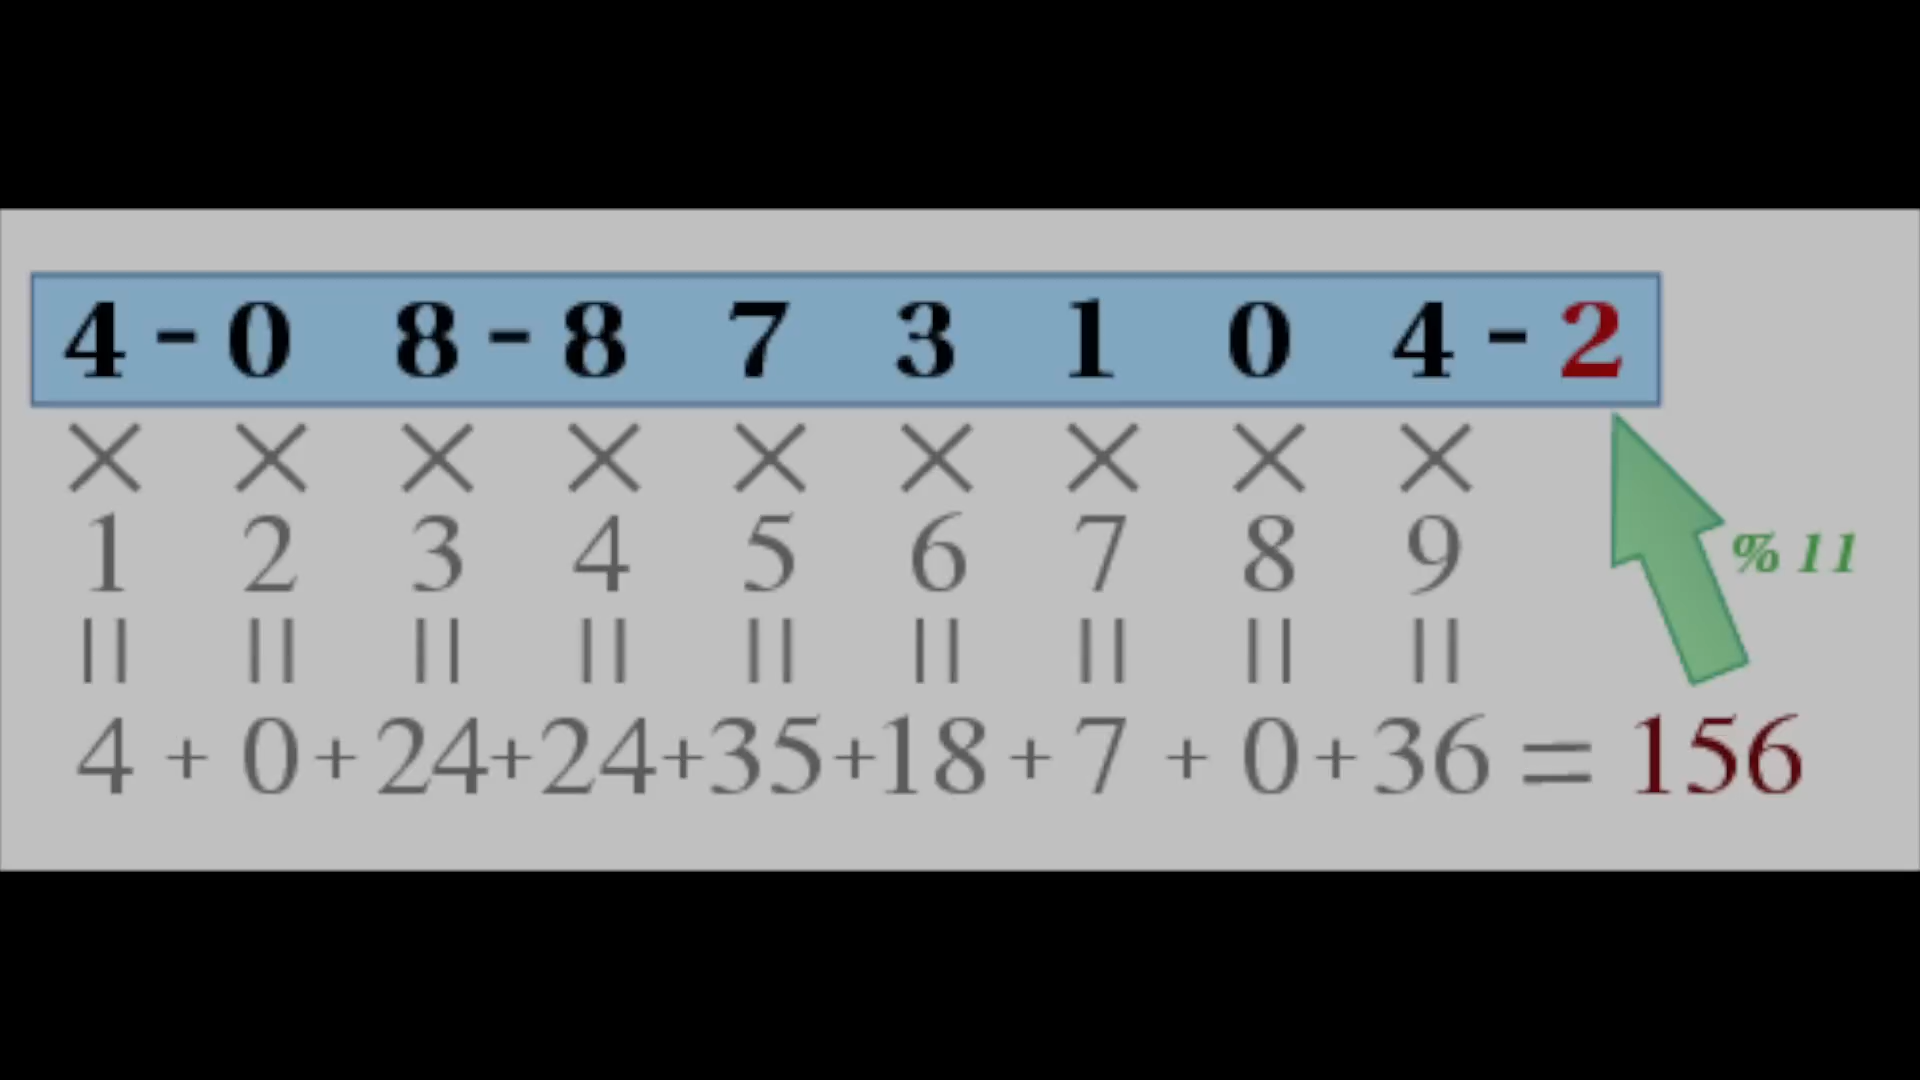 4 - 0 8 - 8 7 3 1 0 4 - 2
× × × × × × × × ×
1 2 3 4 5 6 7 8 9
% 11
|| || || || || || || || ||
4 + 0 + 24 + 24 + 35 + 18 + 7 + 0 + 36 = 156